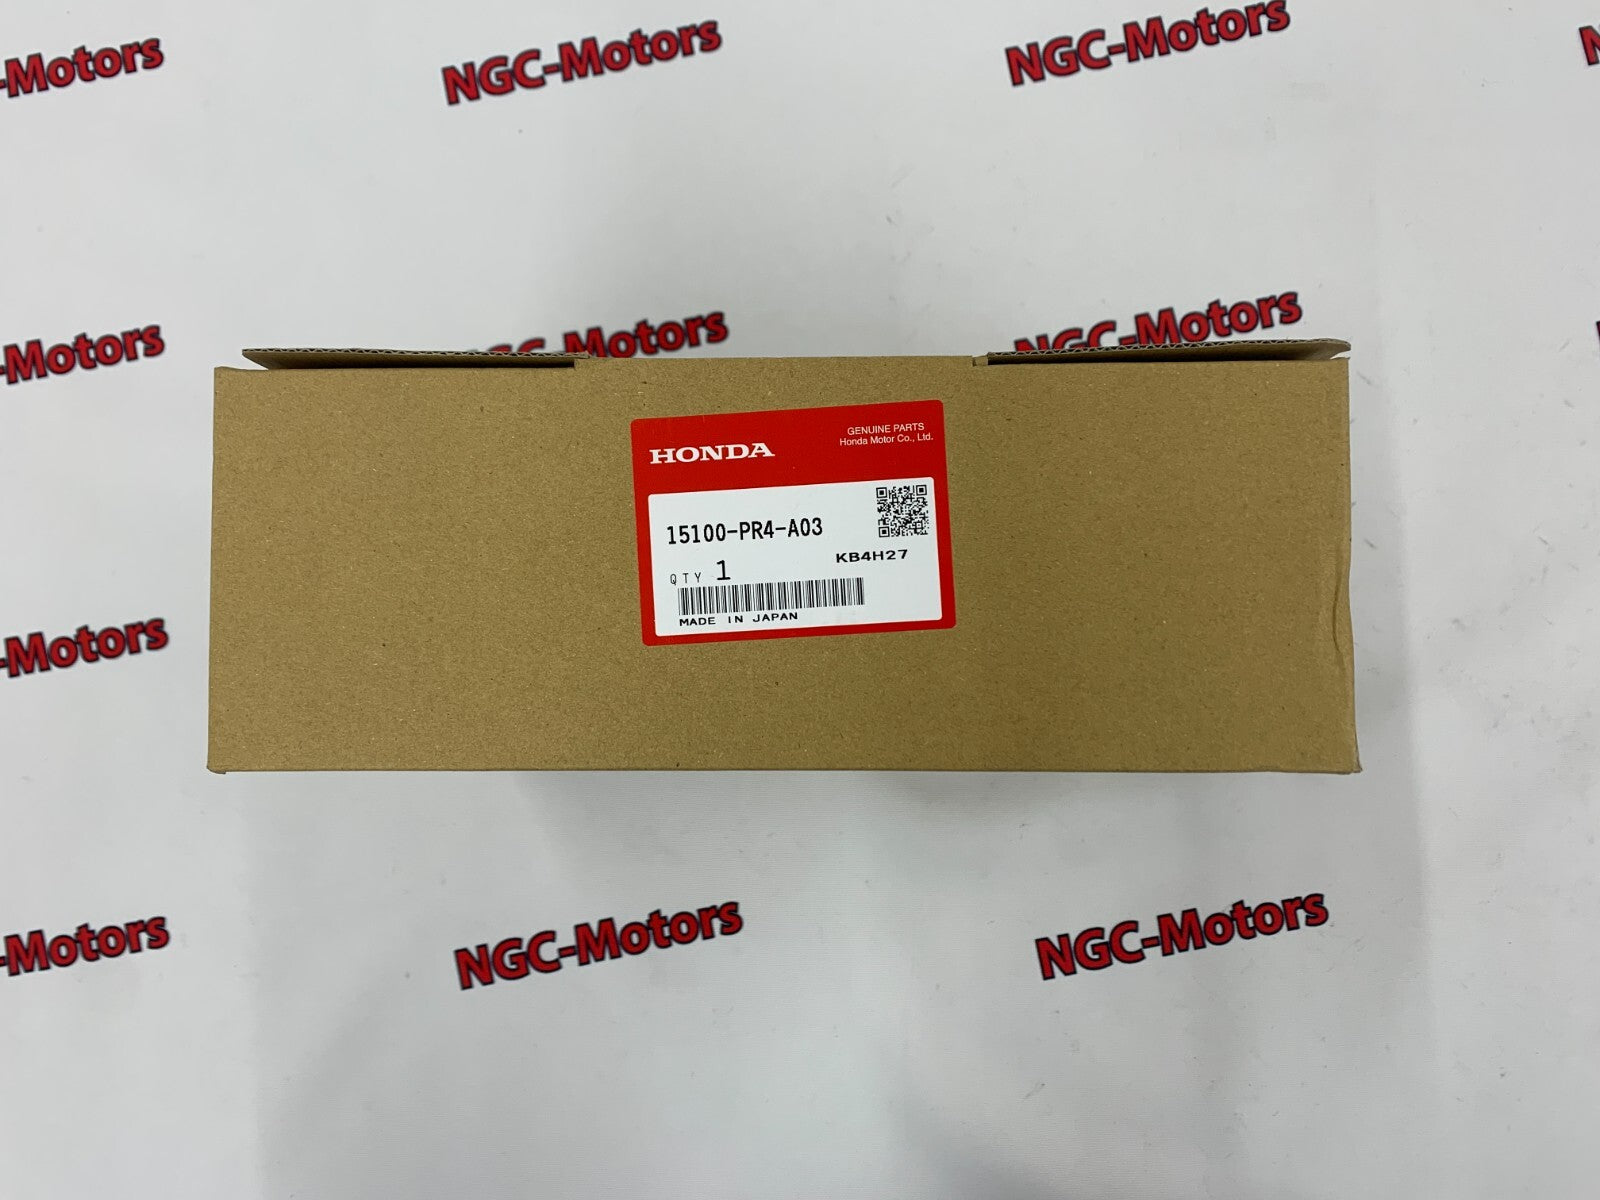 -Motors
NGC-Motors
NGC-Motors
-Motors
NGC-Motors
NGC-Motors
HONDA
GENUINE PARTS
Honda Motor Co., Ltd.
15100-PR4-A03
KB4H27
QTY 1
MADE IN JAPAN
-Motors
-Motors
NGC-Motors
NGC-Motors